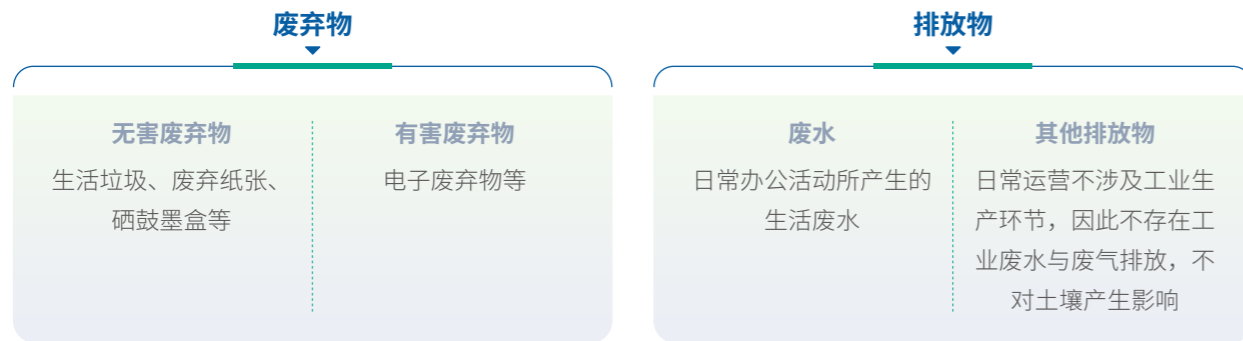 废弃物
无害废弃物
生活垃圾、废弃纸张、
硒鼓墨盒等
有害废弃物
电子废弃物等
排放物
废水
日常办公活动所产生的
生活废水
其他排放物
日常运营不涉及工业生
产环节，因此不存在工
业废水与废气排放，不
对土壤产生影响